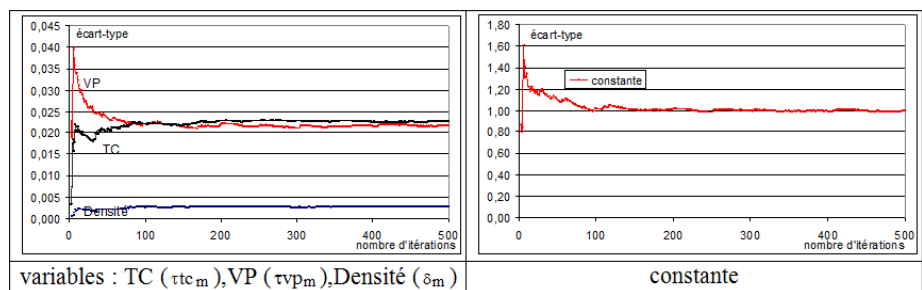 0,045
écart-type
0,040
0,035
VP
0,030
0,025
0,020
TC
0,015
0,010
0,005
Densité
0,000
0 100 200 300 400 500
nombre d'itérations
1,80
écart-type
1,60
1,40
constante
1,20
1,00
0,80
0,60
0,40
0,20
0,00
0 100 200 300 400 500
nombre d'itérations
variables : TC (τtc m),VP (τvpm),Densité (δm)
constante